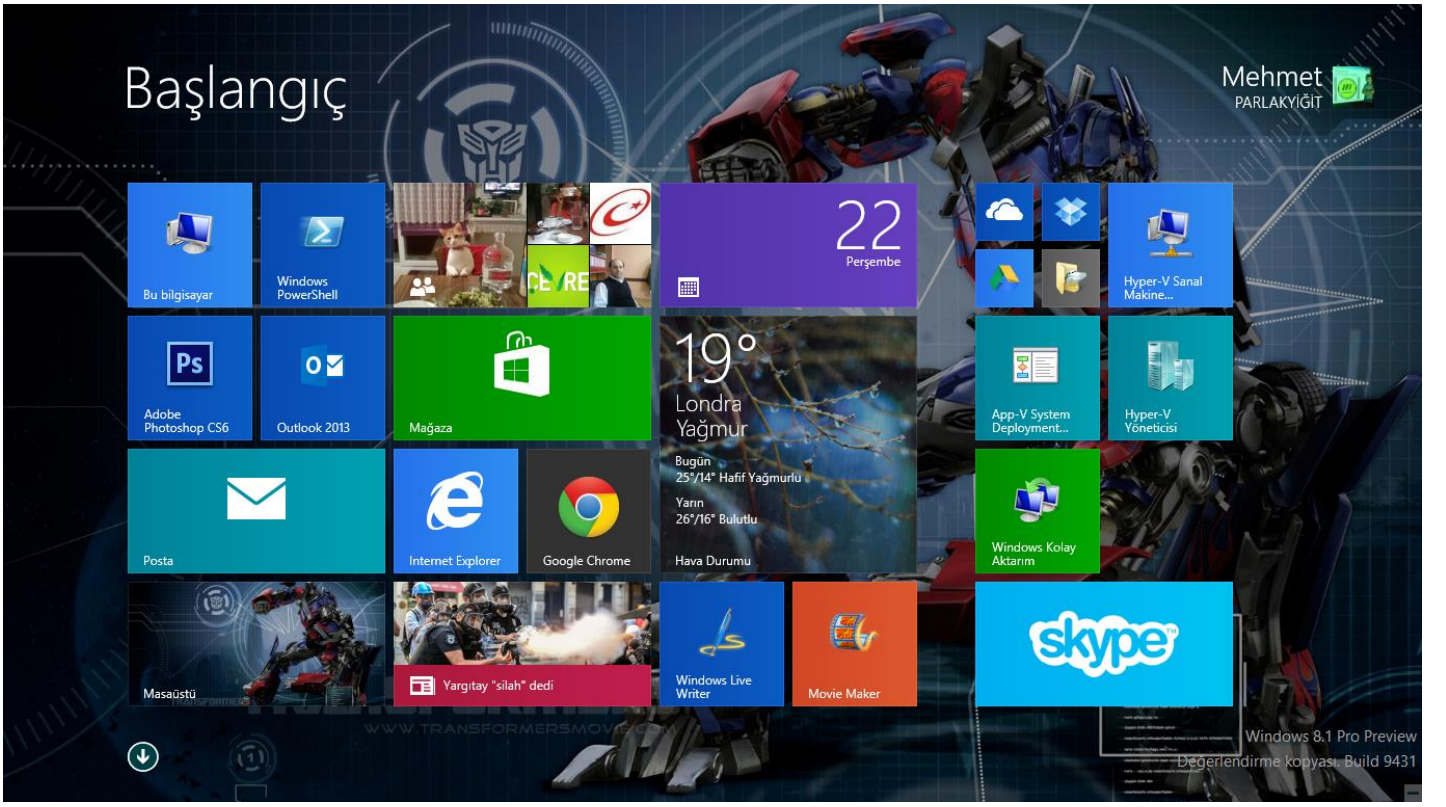 Başlangıç
Mehmet
PARLAKYİĞİT
Bu bilgisayar
Windows
PowerShell
ÇEVRE
22
Perşembe
Hyper-V Sanal
Makine...
Ps
Adobe
Photoshop CS6
Outlook 2013
Mağaza
19°
Londra
Yağmur
Bugün
25°/14° Hafif Yağmurlu
Yarın
26°/16° Bulutlu
Hava Durumu
App-V System
Deployment...
Hyper-V
Yöneticisi
Posta
Internet Explorer
Google Chrome
Windows Kolay
Aktarım
Masaüstü
Yargıtay "silah" dedi
Windows Live
Writer
Movie Maker
skype
TRANSFORMERS
WWW.TRANSFORMERSMOVIE.COM
Windows 8.1 Pro Preview
Değerlendirme kopyası. Build 9431